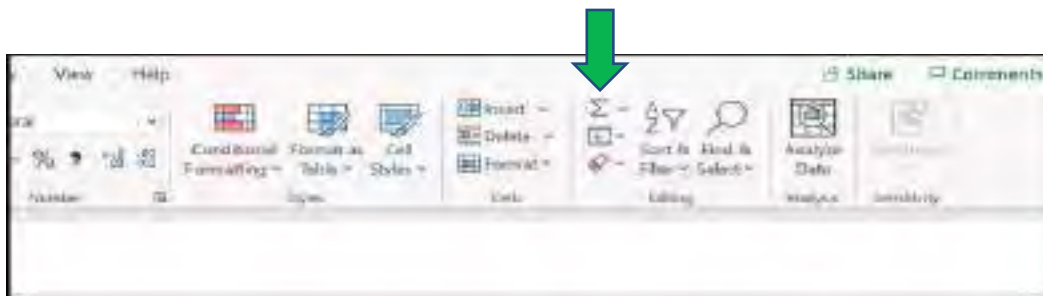 View Help Share Comments
Insert
Delete
Format
Conditional Formatting
Format as Table
Cell Styles
Sort & Filter
Find & Select
Analyze Data
%
Number Styles Cells Editing Analysis Sensitivity